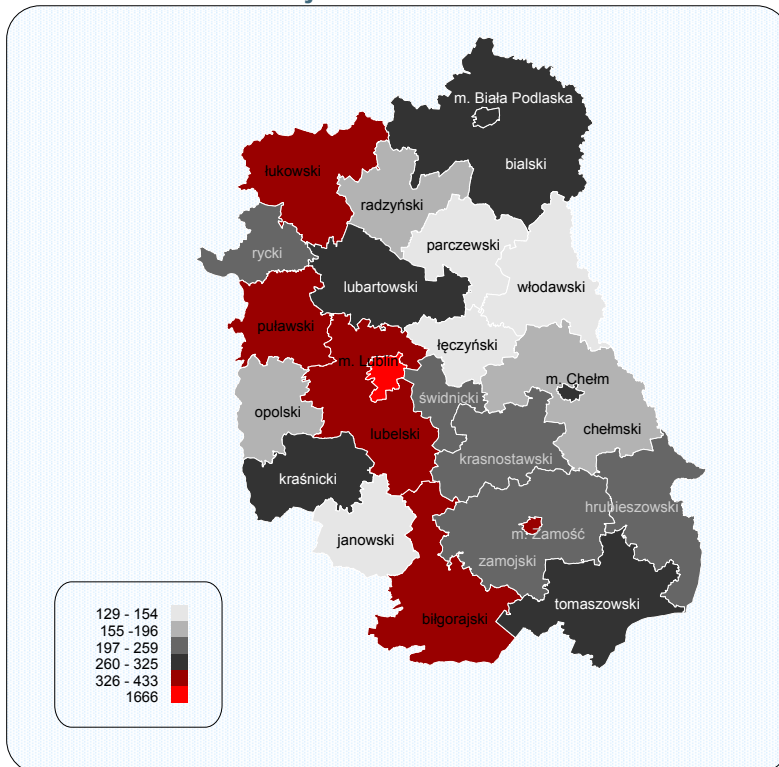 m. Biała Podlaska
bialski
łukowski
radzyński
parczewski
rycki
lubartowski
włodawski
puławski
łęczyński
m. Lublin
m. Chełm
świdnicki
opolski
chełmski
lubelski
krasnostawski
kraśnicki
hrubieszowski
m. Zamość
janowski
zamojski
tomaszowski
biłgorajski
129 - 154
155 -196
197 - 259
260 - 325
326 - 433
1666